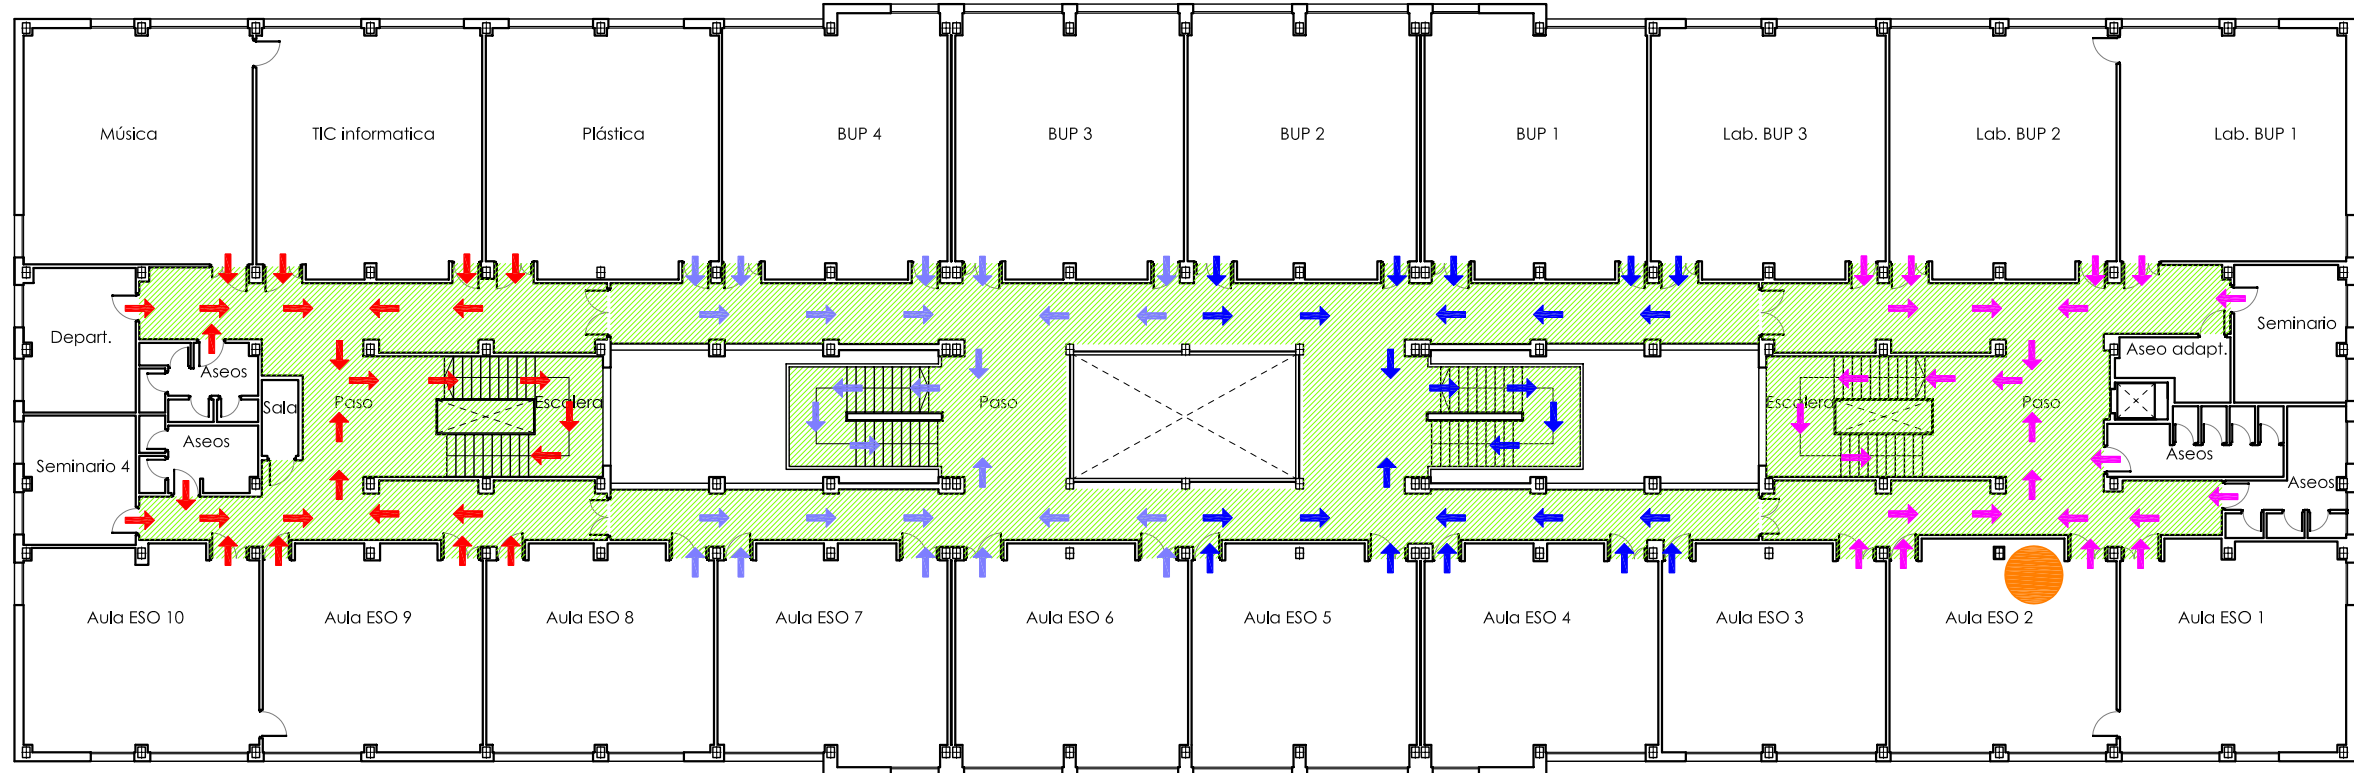 Música
TIC informatica
Plástica
BUP 4
BUP 3
BUP 2
BUP 1
Lab. BUP 3
Lab. BUP 2
Lab. BUP 1
Depart.
Seminario
Aseo adapt.
Aseos
Sala
Paso
Escalera
Paso
Escalera
Paso
Aseos
Seminario 4
Aseos
Aseos
Aula ESO 10
Aula ESO 9
Aula ESO 8
Aula ESO 7
Aula ESO 6
Aula ESO 5
Aula ESO 4
Aula ESO 3
Aula ESO 2
Aula ESO 1